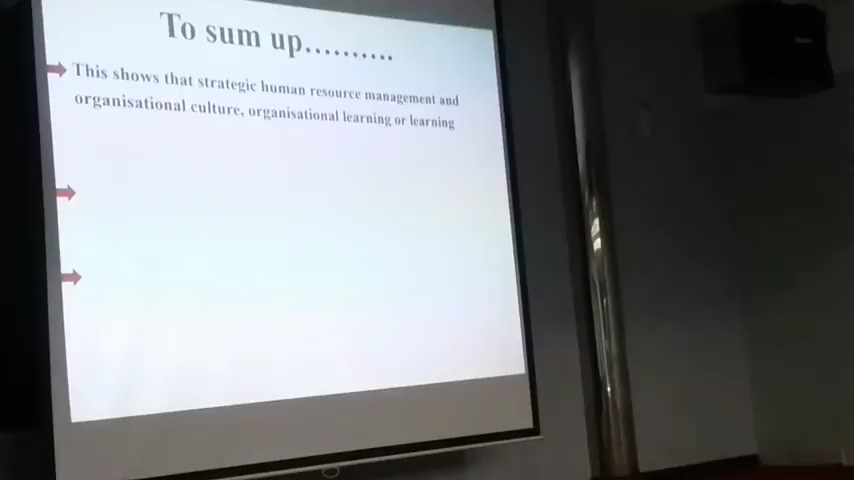 To sum up..........
This shows that strategic human resource management and
organisational culture, organisational learning or learning